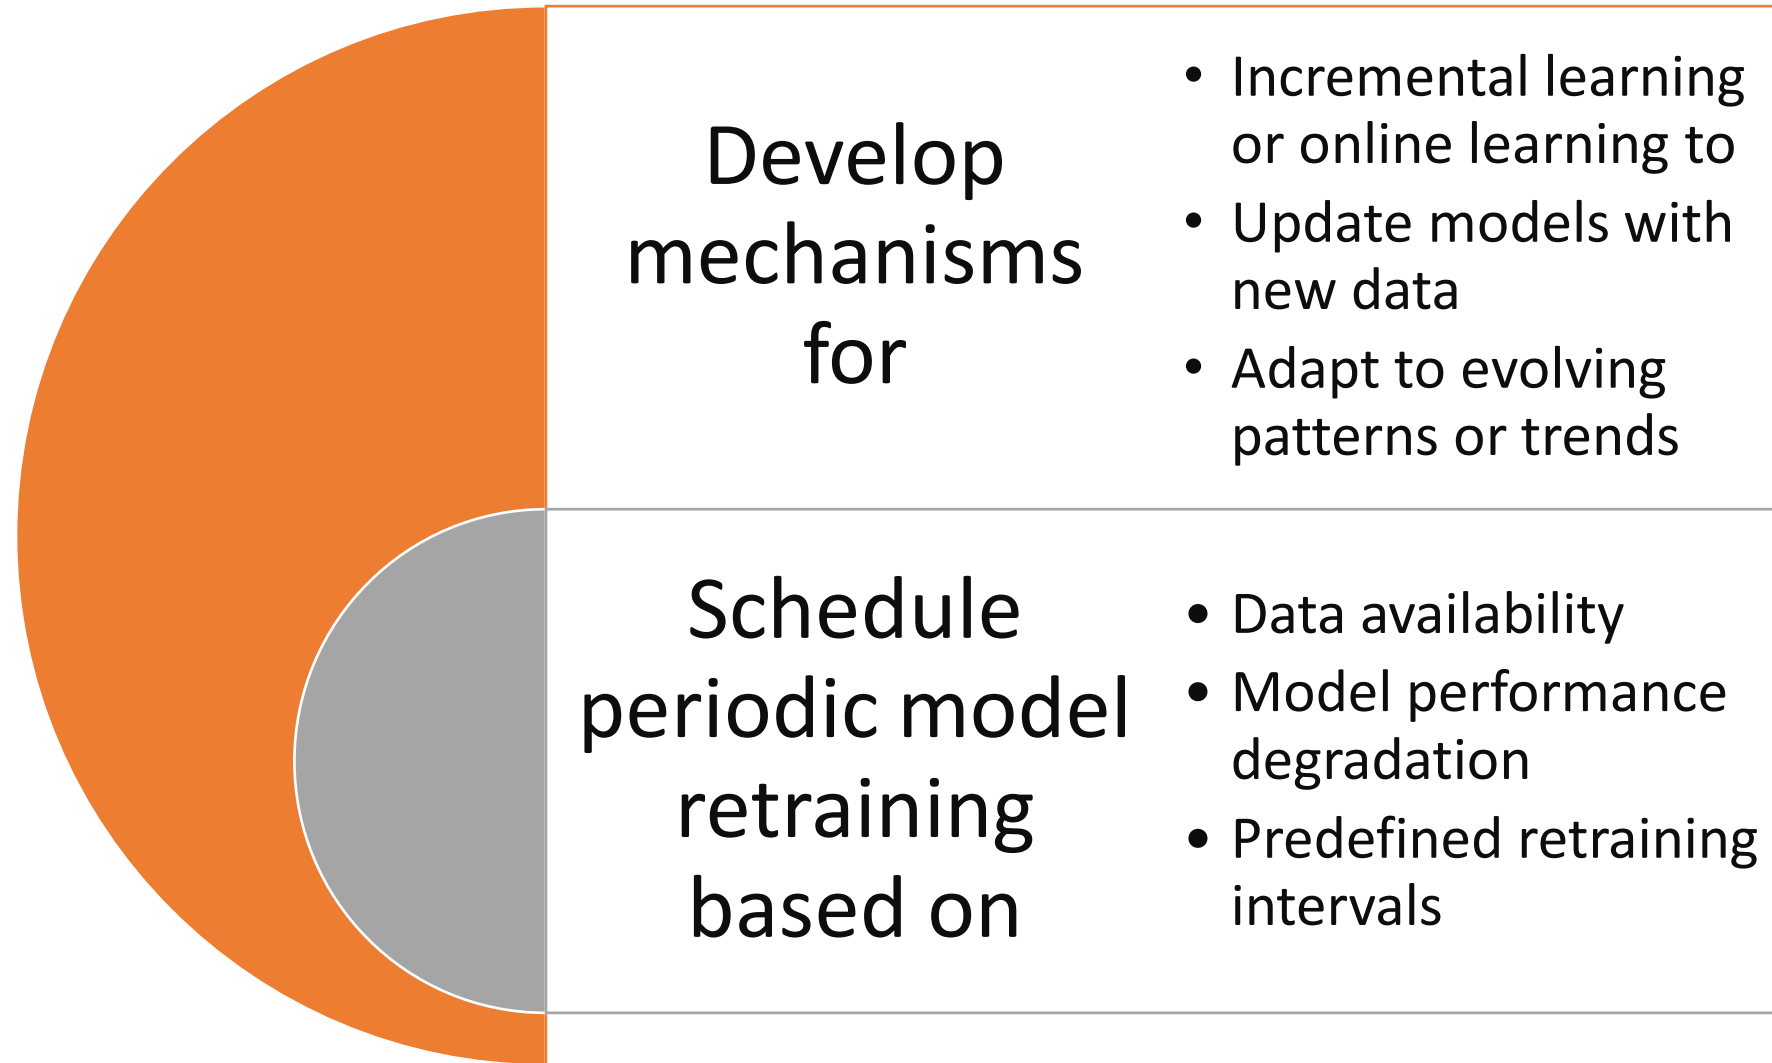 Develop
mechanisms
for
• Incremental learning
or online learning to
• Update models with
new data
• Adapt to evolving
patterns or trends
Schedule
periodic model
retraining
based on
• Data availability
• Model performance
degradation
• Predefined retraining
intervals